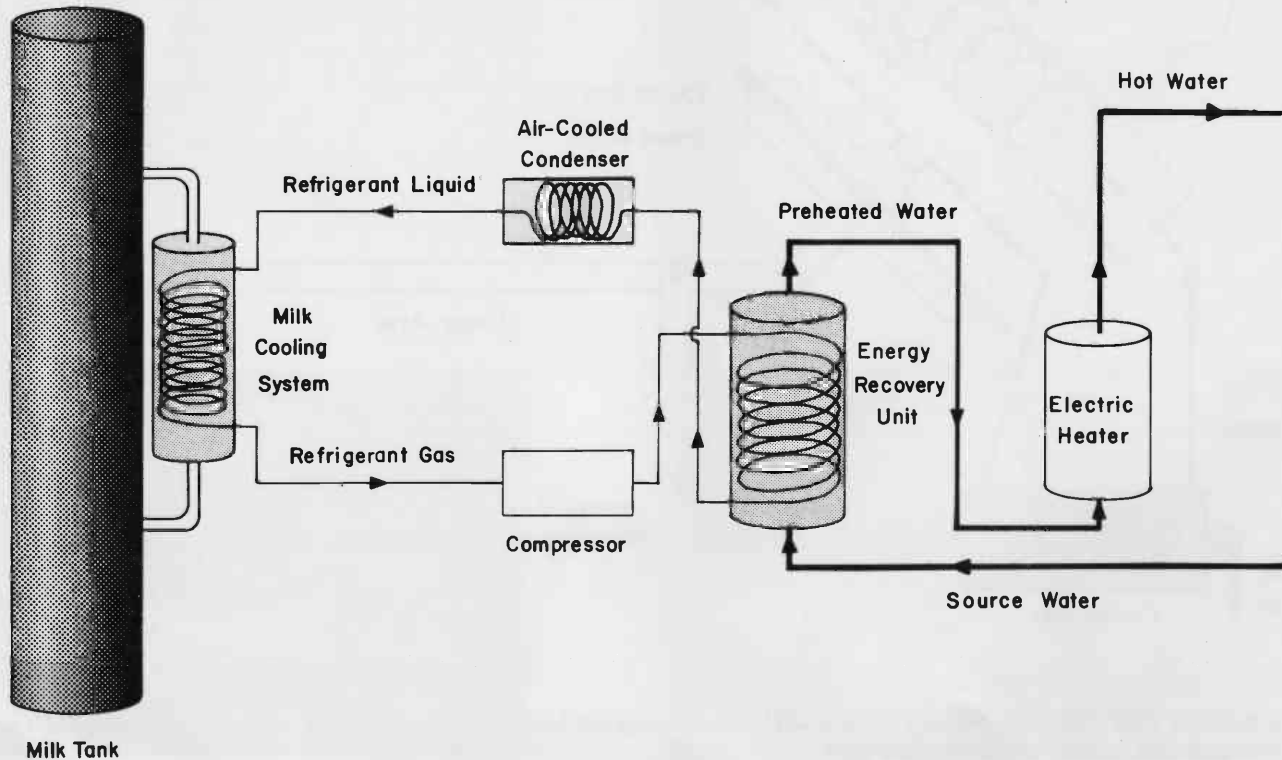 Hot Water
Air-Cooled
Condenser
Refrigerant Liquid
Preheated Water
Milk
Cooling
System
Energy
Recovery
Unit
Electric
Heater
Refrigerant Gas
Compressor
Source Water
Milk Tank